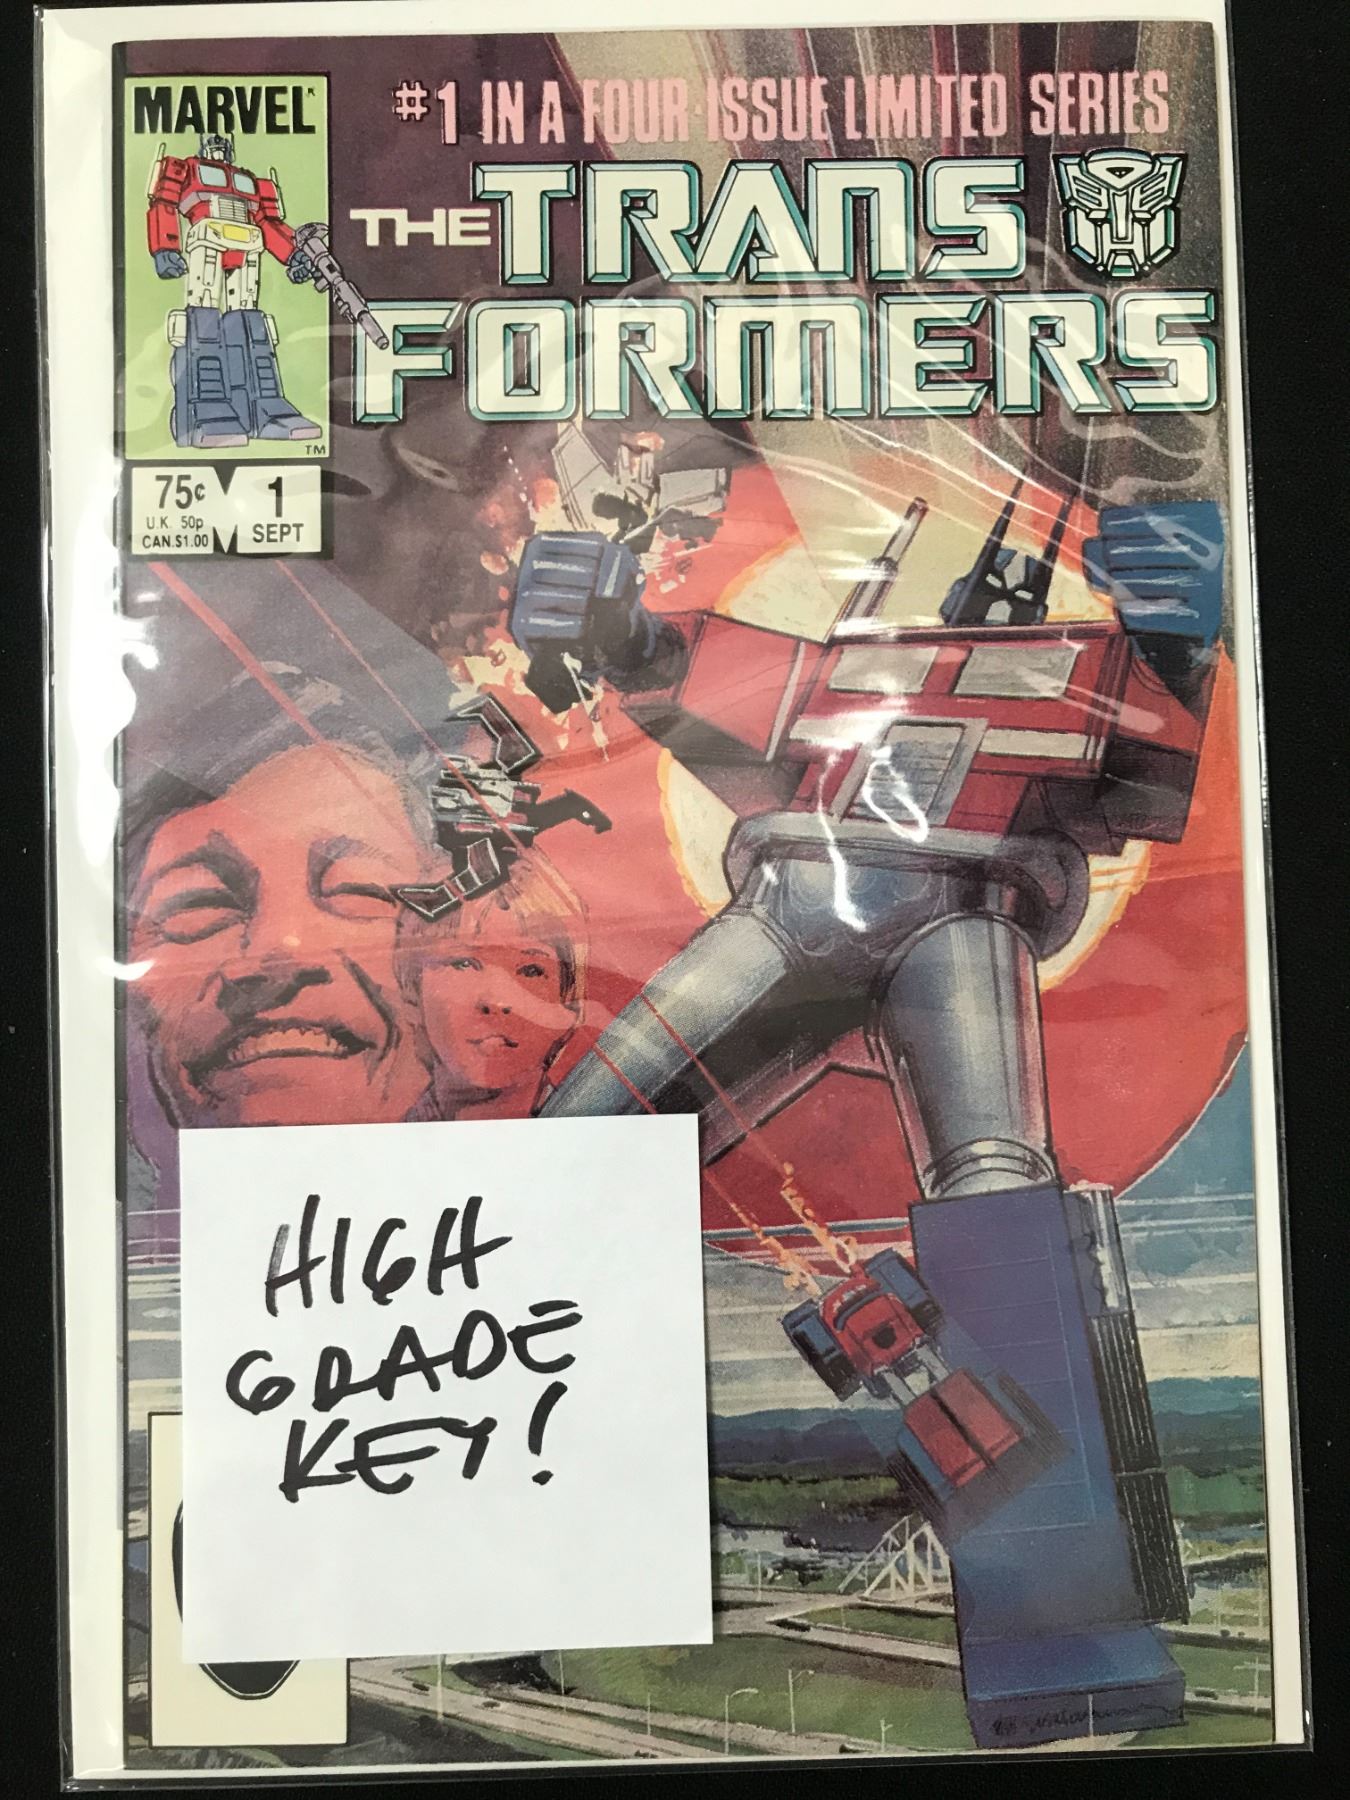 MARVEL
#1 IN A FOUR-ISSUE LIMITED SERIES
THE TRANS
FORMERS
TM
75¢
U.K. 50p
CAN.$1.00
1
SEPT
HIGH
GRADE
KEY!